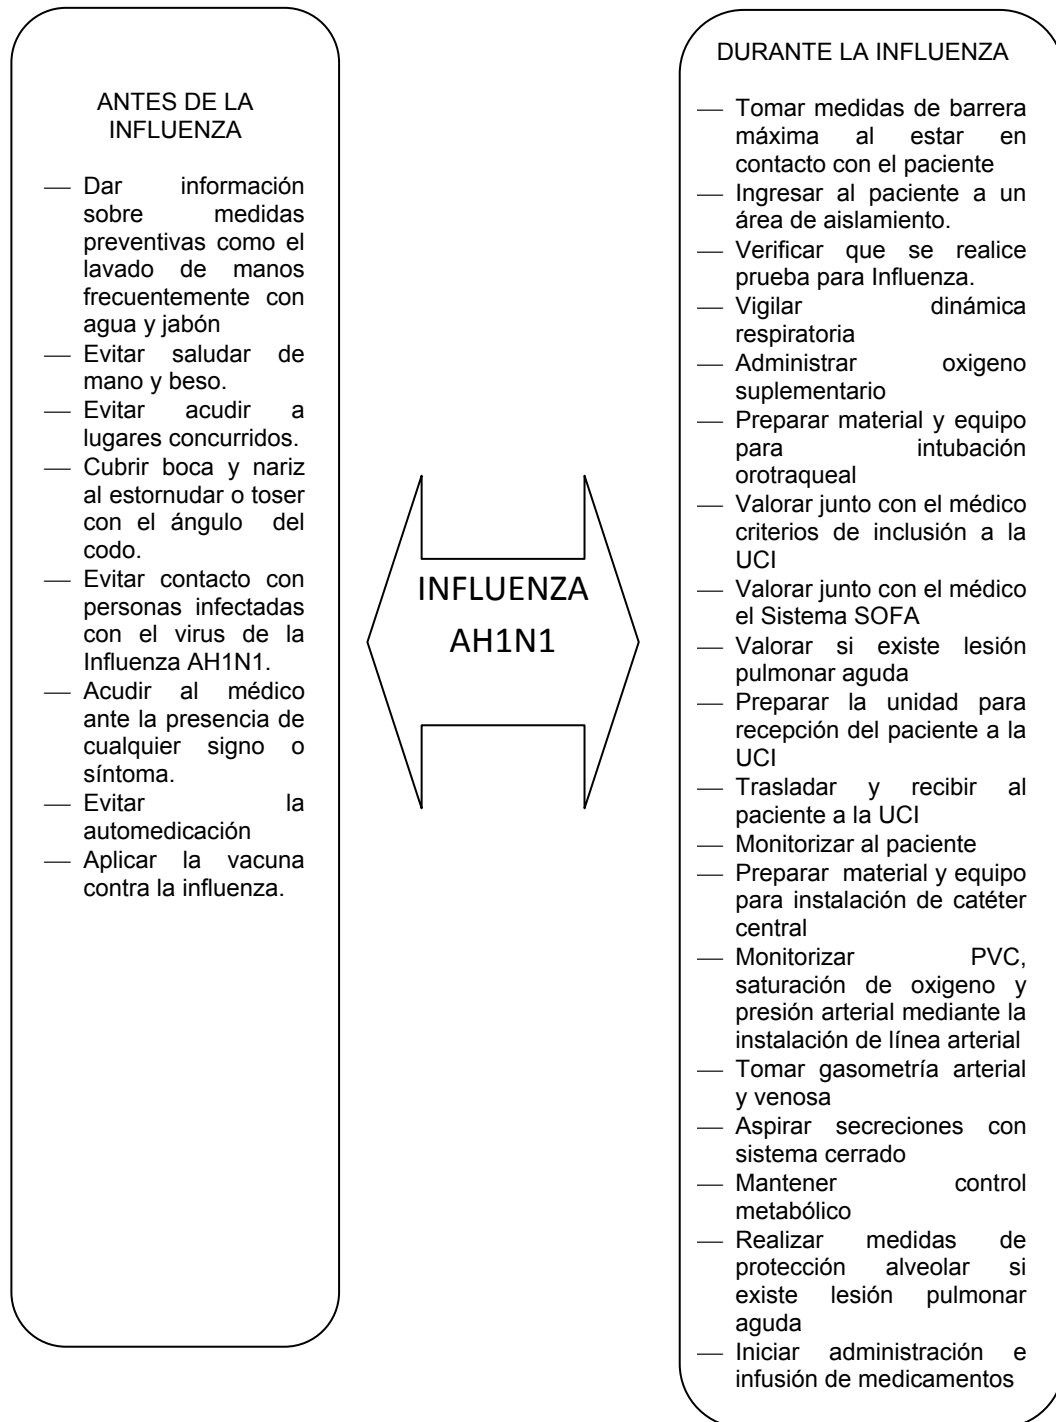 ANTES DE LA
INFLUENZA
— Dar información
sobre medidas
preventivas como el
lavado de manos
frecuentemente con
agua y jabón
— Evitar saludar de
mano y beso.
— Evitar acudir a
lugares concurridos.
— Cubrir boca y nariz
al estornudar o toser
con el ángulo del
codo.
— Evitar contacto con
personas infectadas
con el virus de la
Influenza AH1N1.
— Acudir al médico
ante la presencia de
cualquier signo o
síntoma.
— Evitar la
automedicación
— Aplicar la vacuna
contra la influenza.
INFLUENZA
AH1N1
DURANTE LA INFLUENZA
— Tomar medidas de barrera
máxima al estar en
contacto con el paciente
— Ingresar al paciente a un
área de aislamiento.
— Verificar que se realice
prueba para Influenza.
— Vigilar dinámica
respiratoria
— Administrar oxigeno
suplementario
— Preparar material y equipo
para intubación
orotraqueal
— Valorar junto con el médico
criterios de inclusión a la
UCI
— Valorar junto con el médico
el Sistema SOFA
— Valorar si existe lesión
pulmonar aguda
— Preparar la unidad para
recepción del paciente a la
UCI
— Trasladar y recibir al
paciente a la UCI
— Monitorizar al paciente
— Preparar material y equipo
para instalación de catéter
central
— Monitorizar PVC,
saturación de oxigeno y
presión arterial mediante la
instalación de línea arterial
— Tomar gasometría arterial
y venosa
— Aspirar secreciones con
sistema cerrado
— Mantener control
metabólico
— Realizar medidas de
protección alveolar si
existe lesión pulmonar
aguda
— Iniciar administración e
infusión de medicamentos